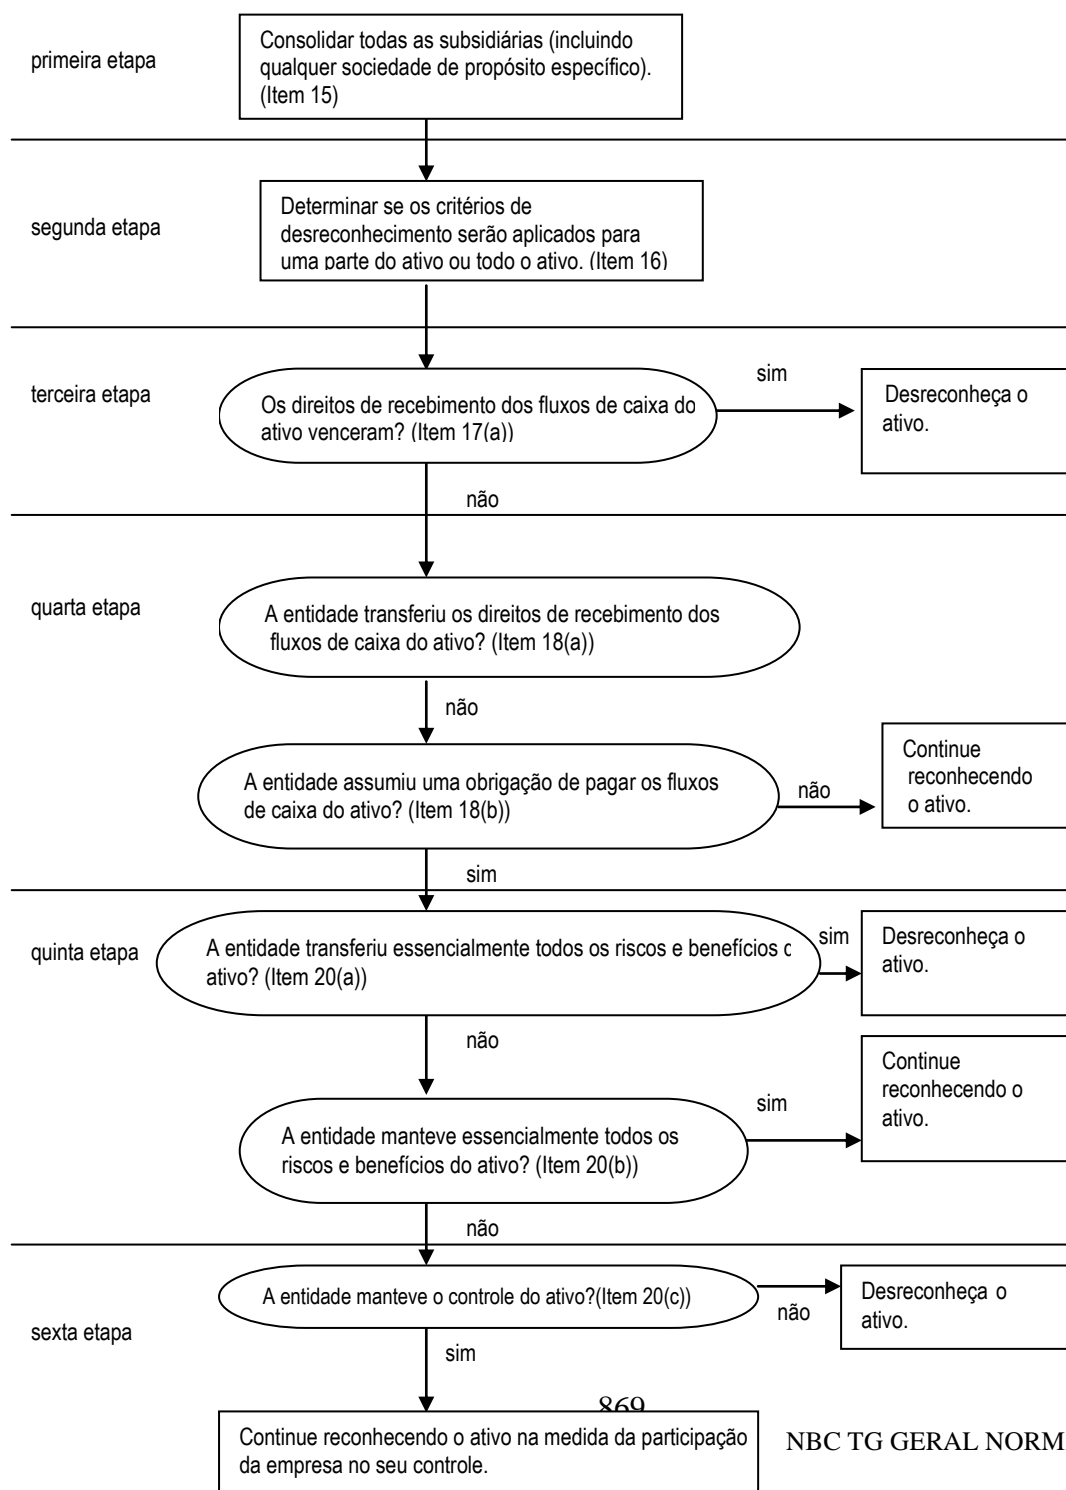 primeira etapa
Consolidar todas as subsidiárias (incluindo
qualquer sociedade de propósito específico).
(Item 15)
segunda etapa
Determinar se os critérios de
desreconhecimento serão aplicados para
uma parte do ativo ou todo o ativo. (Item 16)
terceira etapa
Os direitos de recebimento dos fluxos de caixa do
ativo venceram? (Item 17(a))
sim
Desreconheça o
ativo.
não
quarta etapa
A entidade transferiu os direitos de recebimento dos
fluxos de caixa do ativo? (Item 18(a))
não
A entidade assumiu uma obrigação de pagar os fluxos
de caixa do ativo? (Item 18(b))
não
Continue
reconhecendo
o ativo.
sim
quinta etapa
A entidade transferiu essencialmente todos os riscos e benefícios
ativo? (Item 20(a))
sim
Desreconheça o
ativo.
não
A entidade manteve essencialmente todos os
riscos e benefícios do ativo? (Item 20(b))
sim
Continue
reconhecendo o
ativo.
não
sexta etapa
A entidade manteve o controle do ativo?(Item 20(c))
não
Desreconheça o
ativo.
sim
869
Continue reconhecendo o ativo na medida da participação
da empresa no seu controle.
NBC TG GERAL NORM